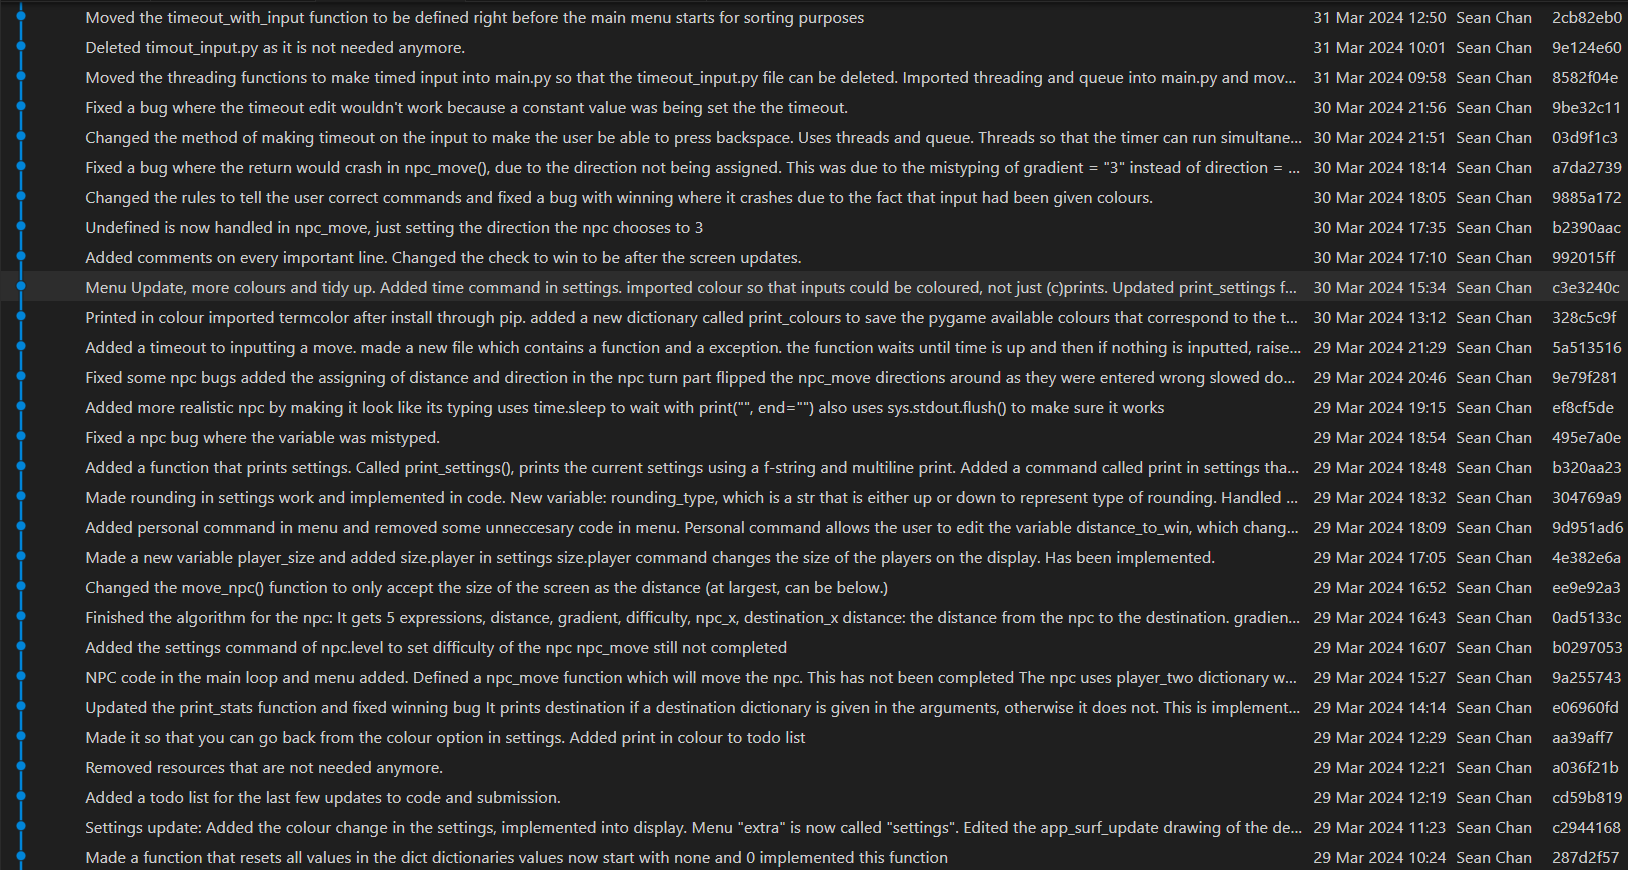 Moved the timeout_with_input function to be defined right before the main menu starts for sorting purposes 31 Mar 2024 12:50 Sean Chan 2cb82eb0
Deleted timout_input.py as it is not needed anymore. 31 Mar 2024 10:01 Sean Chan 9e124e60
Moved the threading functions to make timed input into main.py so that the timeout_input.py file can be deleted. Imported threading and queue into main.py and mov... 31 Mar 2024 09:58 Sean Chan 8582f04e
Fixed a bug where the timeout edit wouldn't work because a constant value was being set the the timeout. 30 Mar 2024 21:56 Sean Chan 9be32c11
Changed the method of making timeout on the input to make the user be able to press backspace. Uses threads and queue. Threads so that the timer can run simultane... 30 Mar 2024 21:51 Sean Chan 03d9f1c3
Fixed a bug where the return would crash in npc_move(), due to the direction not being assigned. This was due to the mistyping of gradient = "3" instead of direction = ... 30 Mar 2024 18:14 Sean Chan a7da2739
Changed the rules to tell the user correct commands and fixed a bug with winning where it crashes due to the fact that input had been given colours. 30 Mar 2024 18:05 Sean Chan 9885a172
Undefined is now handled in npc_move, just setting the direction the npc chooses to 3 30 Mar 2024 17:35 Sean Chan b2390aac
Added comments on every important line. Changed the check to win to be after the screen updates. 30 Mar 2024 17:10 Sean Chan 992015ff
Menu Update, more colours and tidy up. Added time command in settings. imported colour so that inputs could be coloured, not just (c)prints. Updated print_settings f... 30 Mar 2024 15:34 Sean Chan c3e3240c
Printed in colour imported termcolor after install through pip. added a new dictionary called print_colours to save the pygame available colours that correspond to the t... 30 Mar 2024 13:12 Sean Chan 328c5c9f
Added a timeout to inputting a move. made a new file which contains a function and a exception. the function waits until time is up and then if nothing is inputted, raise... 29 Mar 2024 21:29 Sean Chan 5a513516
Fixed some npc bugs added the assigning of distance and direction in the npc turn part flipped the npc_move directions around as they were entered wrong slowed do... 29 Mar 2024 20:46 Sean Chan 9e79f281
Added more realistic npc by making it look like its typing uses time.sleep to wait with print("", end="") also uses sys.stdout.flush() to make sure it works 29 Mar 2024 19:15 Sean Chan ef8cf5de
Fixed a npc bug where the variable was mistyped. 29 Mar 2024 18:54 Sean Chan 495e7a0e
Added a function that prints settings. Called print_settings(), prints the current settings using a f-string and multiline print. Added a command called print in settings tha... 29 Mar 2024 18:48 Sean Chan b320aa23
Made rounding in settings work and implemented in code. New variable: rounding_type, which is a str that is either up or down to represent type of rounding. Handled ... 29 Mar 2024 18:32 Sean Chan 304769a9
Added personal command in menu and removed some unneccesary code in menu. Personal command allows the user to edit the variable distance_to_win, which chang... 29 Mar 2024 18:09 Sean Chan 9d951ad6
Made a new variable player_size and added size.player in settings size.player command changes the size of the players on the display. Has been implemented. 29 Mar 2024 17:05 Sean Chan 4e382e6a
Changed the move_npc() function to only accept the size of the screen as the distance (at largest, can be below.) 29 Mar 2024 16:52 Sean Chan ee9e92a3
Finished the algorithm for the npc: It gets 5 expressions, distance, gradient, difficulty, npc_x, destination_x distance: the distance from the npc to the destination. gradien... 29 Mar 2024 16:43 Sean Chan 0ad5133c
Added the settings command of npc.level to set difficulty of the npc npc_move still not completed 29 Mar 2024 16:07 Sean Chan b0297053
NPC code in the main loop and menu added. Defined a npc_move function which will move the npc. This has not been completed The npc uses player_two dictionary w... 29 Mar 2024 15:27 Sean Chan 9a255743
Updated the print_stats function and fixed winning bug It prints destination if a destination dictionary is given in the arguments, otherwise it does not. This is implement... 29 Mar 2024 14:14 Sean Chan e06960fd
Made it so that you can go back from the colour option in settings. Added print in colour to todo list 29 Mar 2024 12:29 Sean Chan aa39aff7
Removed resources that are not needed anymore. 29 Mar 2024 12:21 Sean Chan a036f21b
Added a todo list for the last few updates to code and submission. 29 Mar 2024 12:19 Sean Chan cd59b819
Settings update: Added the colour change in the settings, implemented into display. Menu "extra" is now called "settings". Edited the app_surf_update drawing of the de... 29 Mar 2024 11:23 Sean Chan c2944168
Made a function that resets all values in the dict dictionaries values now start with none and 0 implemented this function 29 Mar 2024 10:24 Sean Chan 287d2f57